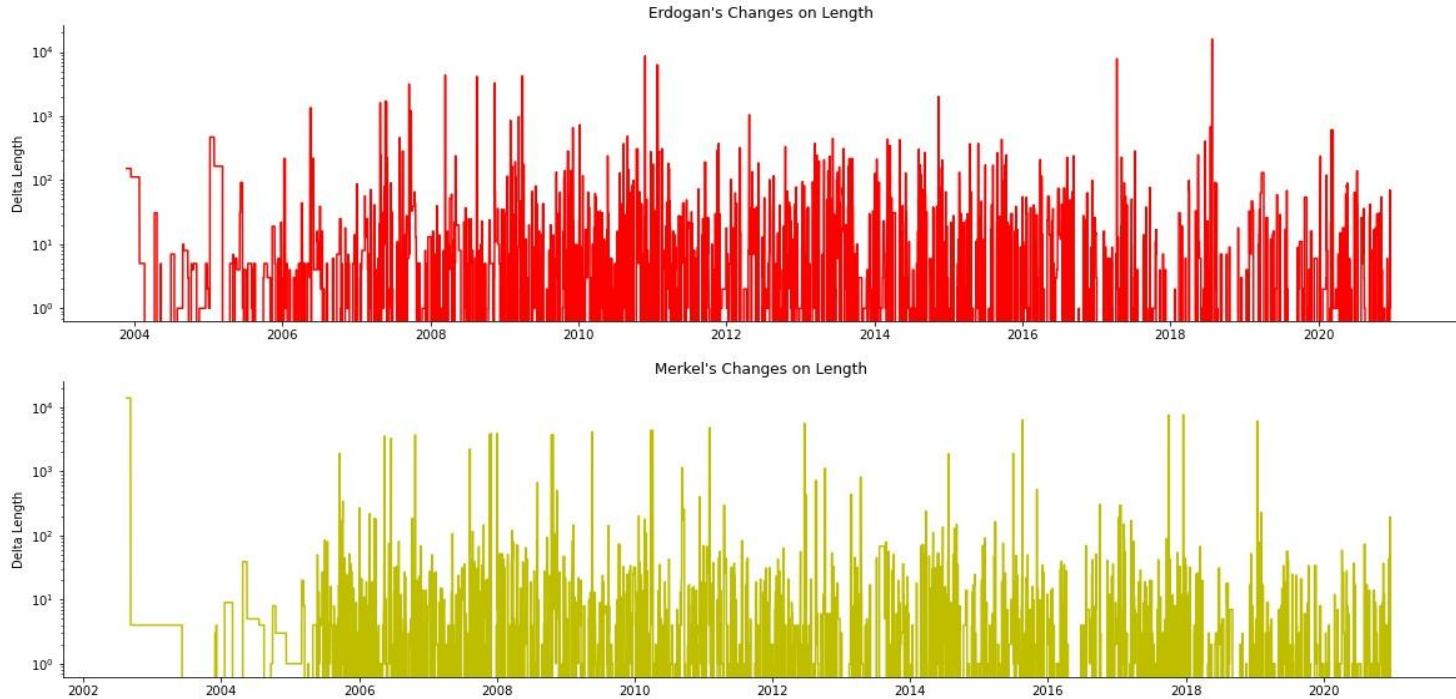 Erdogan's Changes on Length
Delta Length
10⁴
10³
10²
10¹
10⁰
2004 2006 2008 2010 2012 2014 2016 2018 2020
Merkel's Changes on Length
Delta Length
10⁴
10³
10²
10¹
10⁰
2002 2004 2006 2008 2010 2012 2014 2016 2018 2020